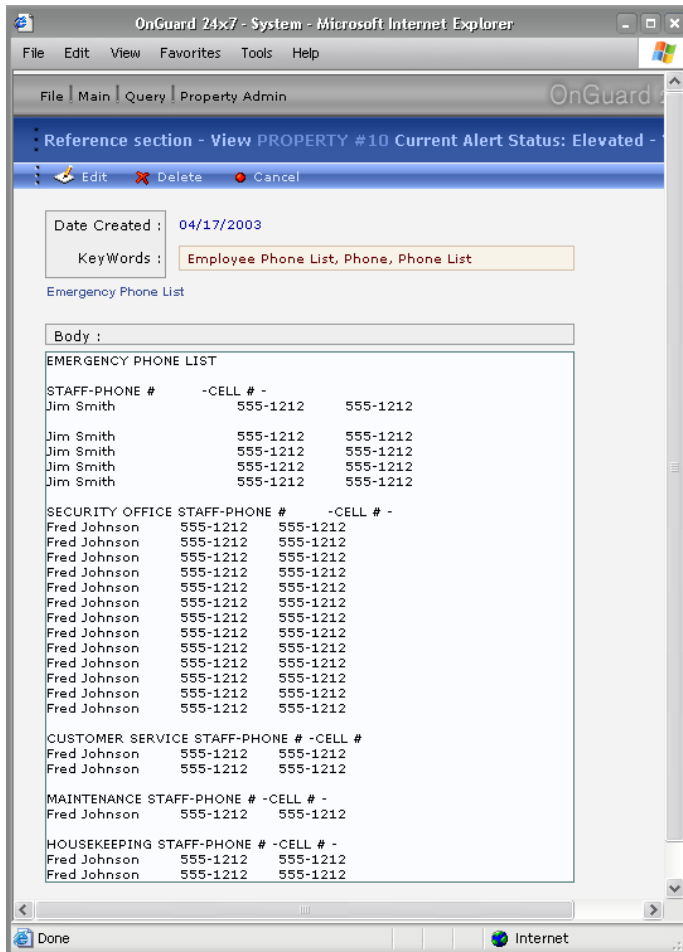 OnGuard 24x7 - System - Microsoft Internet Explorer
File Edit View Favorites Tools Help
File Main Query Property Admin OnGuard
Reference section - View PROPERTY #10 Current Alert Status: Elevated -
Edit Delete Cancel
Date Created : 04/17/2003
KeyWords : Employee Phone List, Phone, Phone List
Emergency Phone List
Body :
EMERGENCY PHONE LIST
STAFF-PHONE # -CELL # -
Jim Smith 555-1212 555-1212
Jim Smith 555-1212 555-1212
Jim Smith 555-1212 555-1212
Jim Smith 555-1212 555-1212
Jim Smith 555-1212 555-1212
SECURITY OFFICE STAFF-PHONE # -CELL # -
Fred Johnson 555-1212 555-1212
Fred Johnson 555-1212 555-1212
Fred Johnson 555-1212 555-1212
Fred Johnson 555-1212 555-1212
Fred Johnson 555-1212 555-1212
Fred Johnson 555-1212 555-1212
Fred Johnson 555-1212 555-1212
Fred Johnson 555-1212 555-1212
Fred Johnson 555-1212 555-1212
Fred Johnson 555-1212 555-1212
Fred Johnson 555-1212 555-1212
Fred Johnson 555-1212 555-1212
Fred Johnson 555-1212 555-1212
CUSTOMER SERVICE STAFF-PHONE # -CELL #
Fred Johnson 555-1212 555-1212
Fred Johnson 555-1212 555-1212
MAINTENANCE STAFF-PHONE # -CELL # -
Fred Johnson 555-1212 555-1212
HOUSEKEEPING STAFF-PHONE # -CELL # -
Fred Johnson 555-1212 555-1212
Fred Johnson 555-1212 555-1212
Done Internet